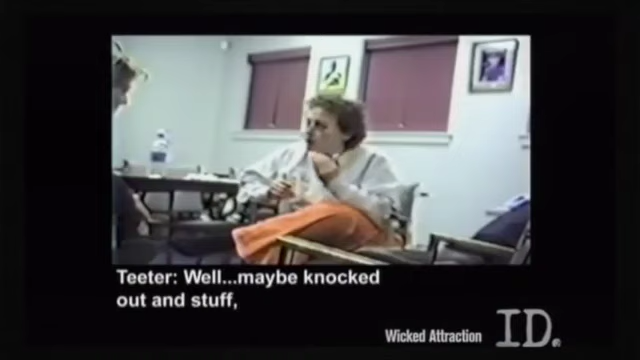 Teeter: Well...maybe knocked
out and stuff,
Wicked Attraction ID.